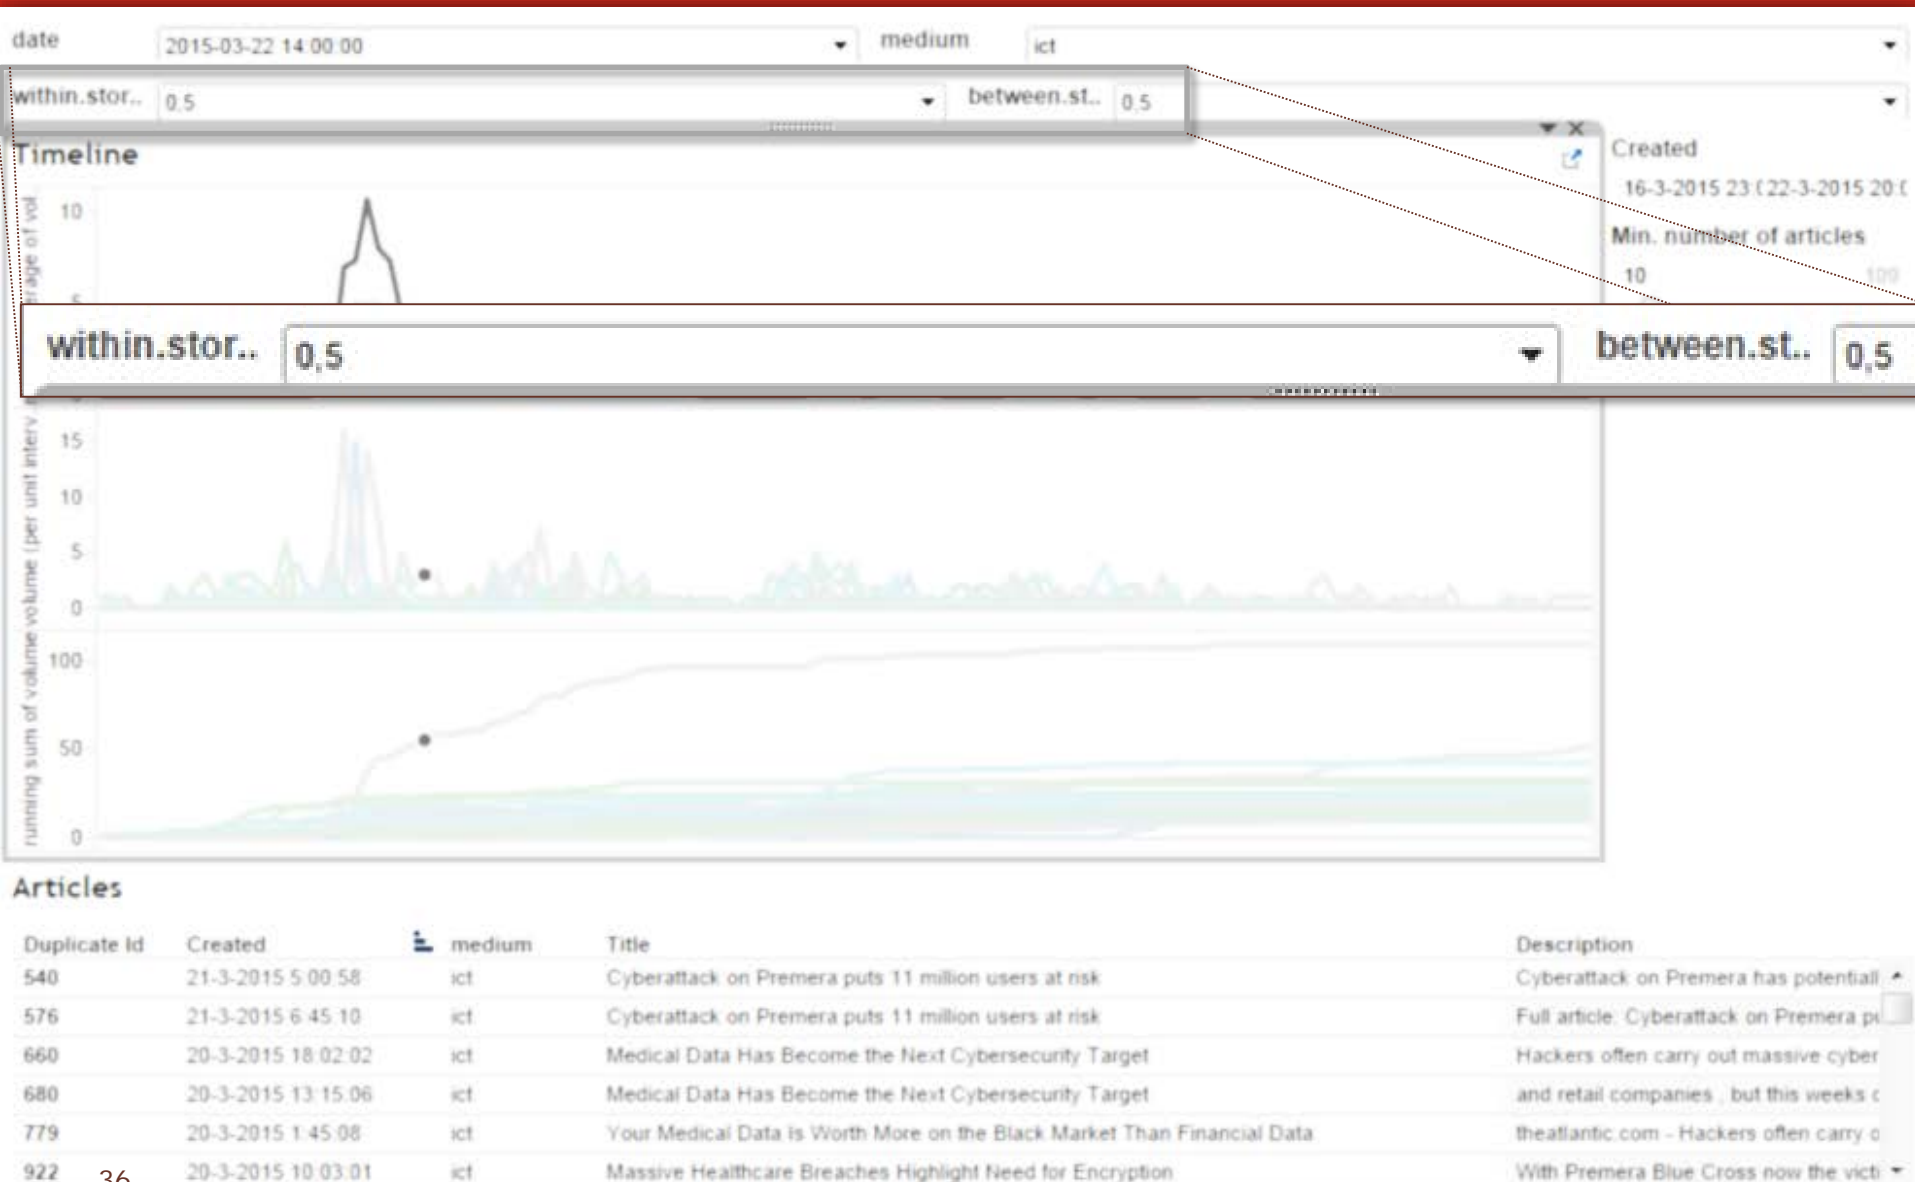 date 2015-03-22 14:00:00 medium ict
within.stor.. 0,5 between.st.. 0,5
Timeline
Created
16-3-2015 23:( 22-3-2015 20:(
Min. number of articles
10 100
10
5
within.stor.. 0,5 between.st.. 0,5
15
10
5
0
volume (per unit interv
100
50
0
running sum of volume
Articles
Duplicate Id Created medium Title Description
540 21-3-2015 5:00:58 ict Cyberattack on Premera puts 11 million users at risk Cyberattack on Premera has potentiall
576 21-3-2015 6:45:10 ict Cyberattack on Premera puts 11 million users at risk Full article: Cyberattack on Premera pu
660 20-3-2015 18:02:02 ict Medical Data Has Become the Next Cybersecurity Target Hackers often carry out massive cyber
680 20-3-2015 13:15:06 ict Medical Data Has Become the Next Cybersecurity Target and retail companies , but this weeks c
779 20-3-2015 1:45:08 ict Your Medical Data Is Worth More on the Black Market Than Financial Data theatlantic.com - Hackers often carry o
922 20-3-2015 10:03:01 ict Massive Healthcare Breaches Highlight Need for Encryption With Premera Blue Cross now the victi
36